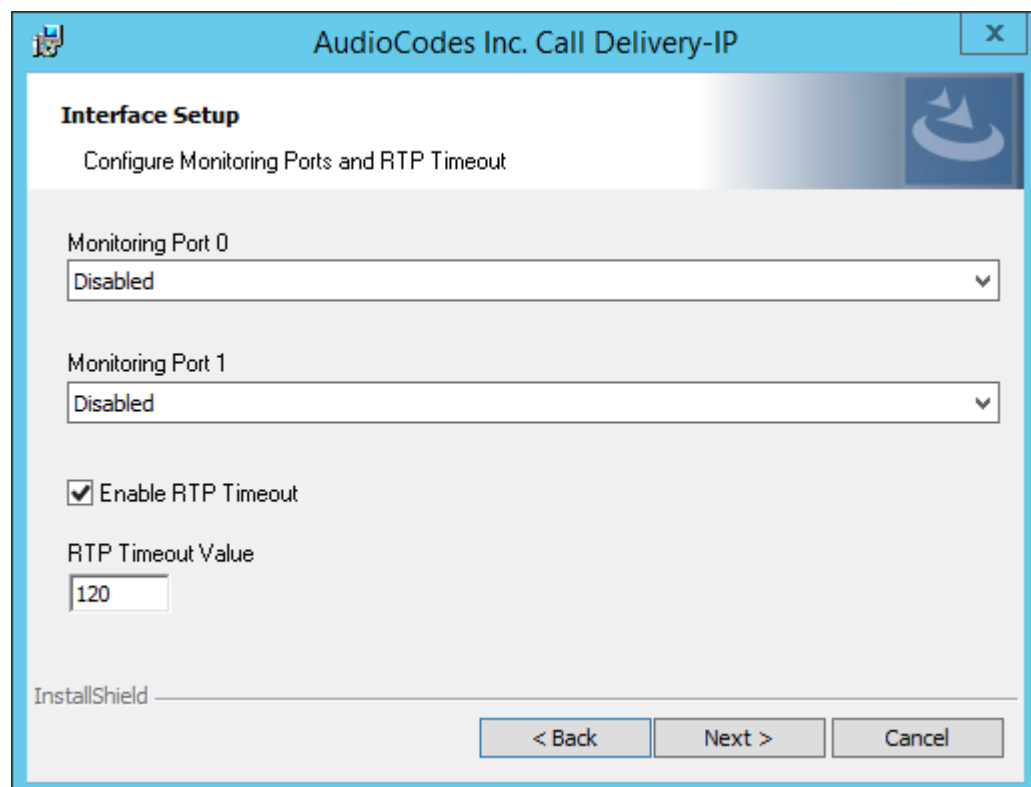 AudioCodes Inc. Call Delivery-IP
x
Interface Setup
Configure Monitoring Ports and RTP Timeout
Monitoring Port 0
Disabled
Monitoring Port 1
Disabled
Enable RTP Timeout
RTP Timeout Value
120
InstallShield
< Back Next > Cancel